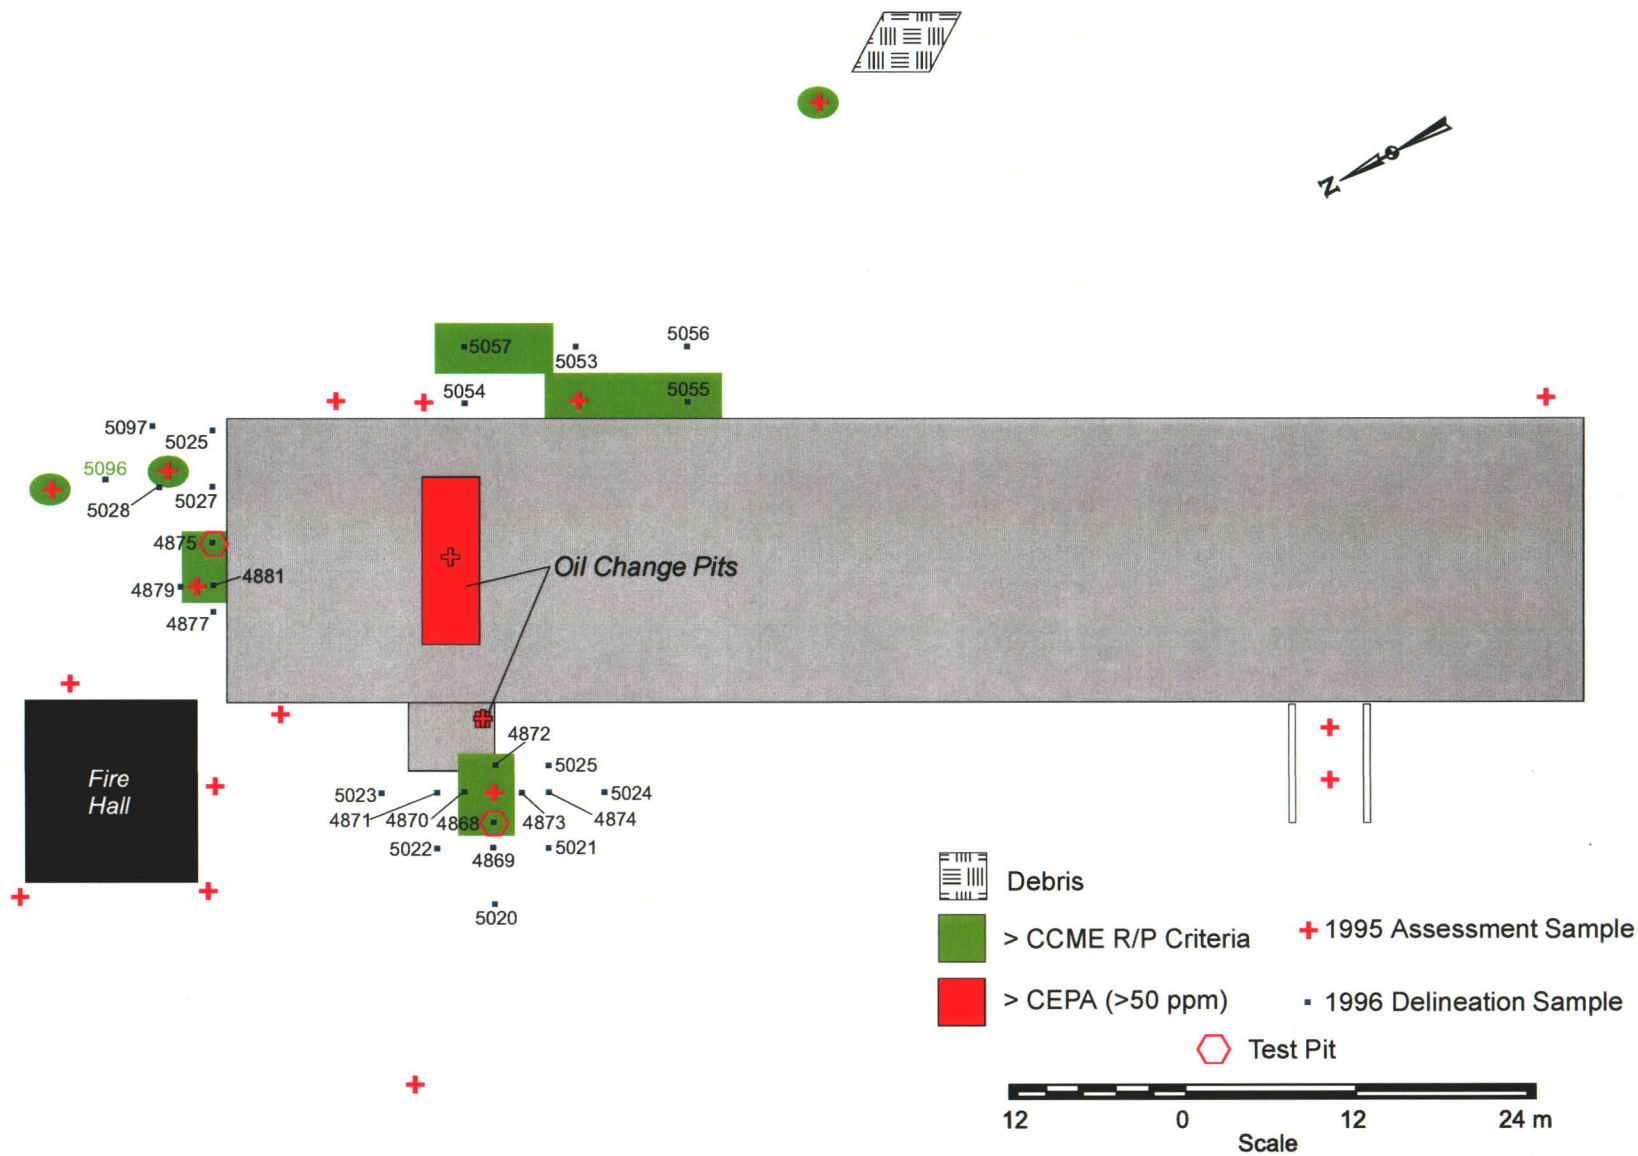 N
5056
5057
5053
5054
5055
5097
5025
5096
5028
5027
4875
4881
4879
4877
Oil Change Pits
4872
5025
5023
5024
4871
4870
4868
4873
4874
5022
4869
5021
5020
Fire
Hall
Debris
> CCME R/P Criteria
1995 Assessment Sample
> CEPA (>50 ppm)
1996 Delineation Sample
Test Pit
12 0 12 24 m
Scale